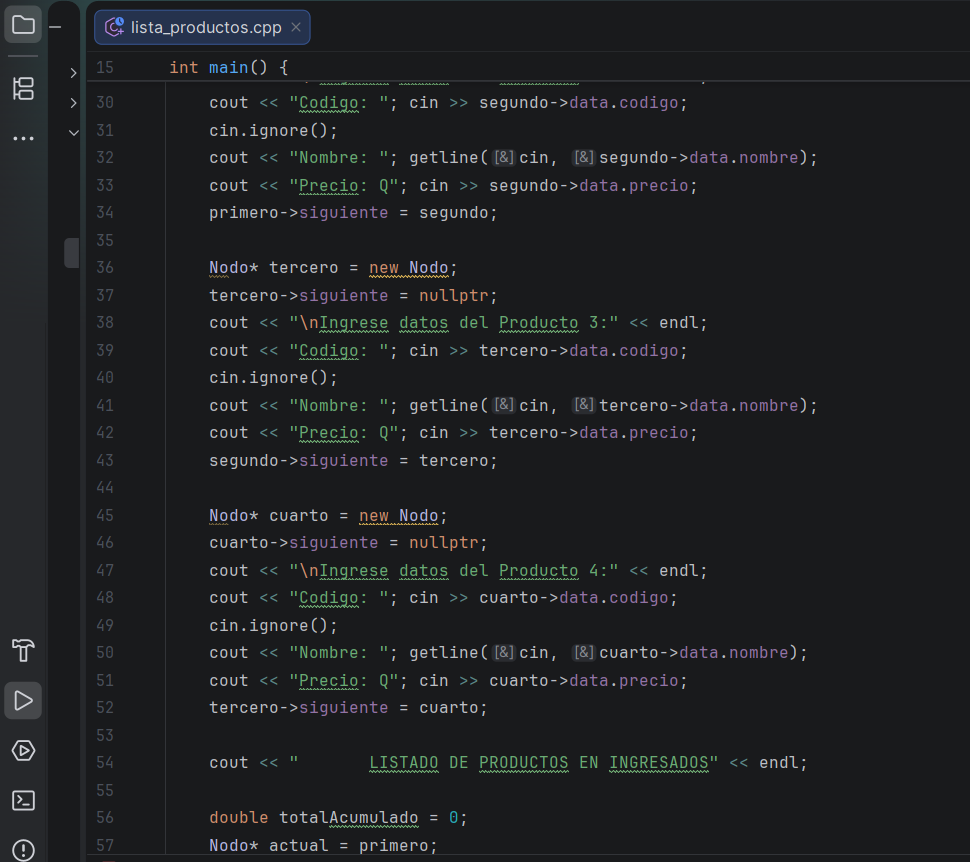 lista_productos.cpp ×
15 int main() {
30 cout << "Codigo: "; cin >> segundo->data.codigo;
31 cin.ignore();
32 cout << "Nombre: "; getline([&]cin, [&]segundo->data.nombre);
33 cout << "Precio: Q"; cin >> segundo->data.precio;
34 primero->siguiente = segundo;
35
36 Nodo* tercero = new Nodo;
37 tercero->siguiente = nullptr;
38 cout << "\nIngrese datos del Producto 3:" << endl;
39 cout << "Codigo: "; cin >> tercero->data.codigo;
40 cin.ignore();
41 cout << "Nombre: "; getline([&]cin, [&]tercero->data.nombre);
42 cout << "Precio: Q"; cin >> tercero->data.precio;
43 segundo->siguiente = tercero;
44
45 Nodo* cuarto = new Nodo;
46 cuarto->siguiente = nullptr;
47 cout << "\nIngrese datos del Producto 4:" << endl;
48 cout << "Codigo: "; cin >> cuarto->data.codigo;
49 cin.ignore();
50 cout << "Nombre: "; getline([&]cin, [&]cuarto->data.nombre);
51 cout << "Precio: Q"; cin >> cuarto->data.precio;
52 tercero->siguiente = cuarto;
53
54 cout << "       LISTADO DE PRODUCTOS EN INGRESADOS" << endl;
55
56 double totalAcumulado = 0;
57 Nodo* actual = primero;